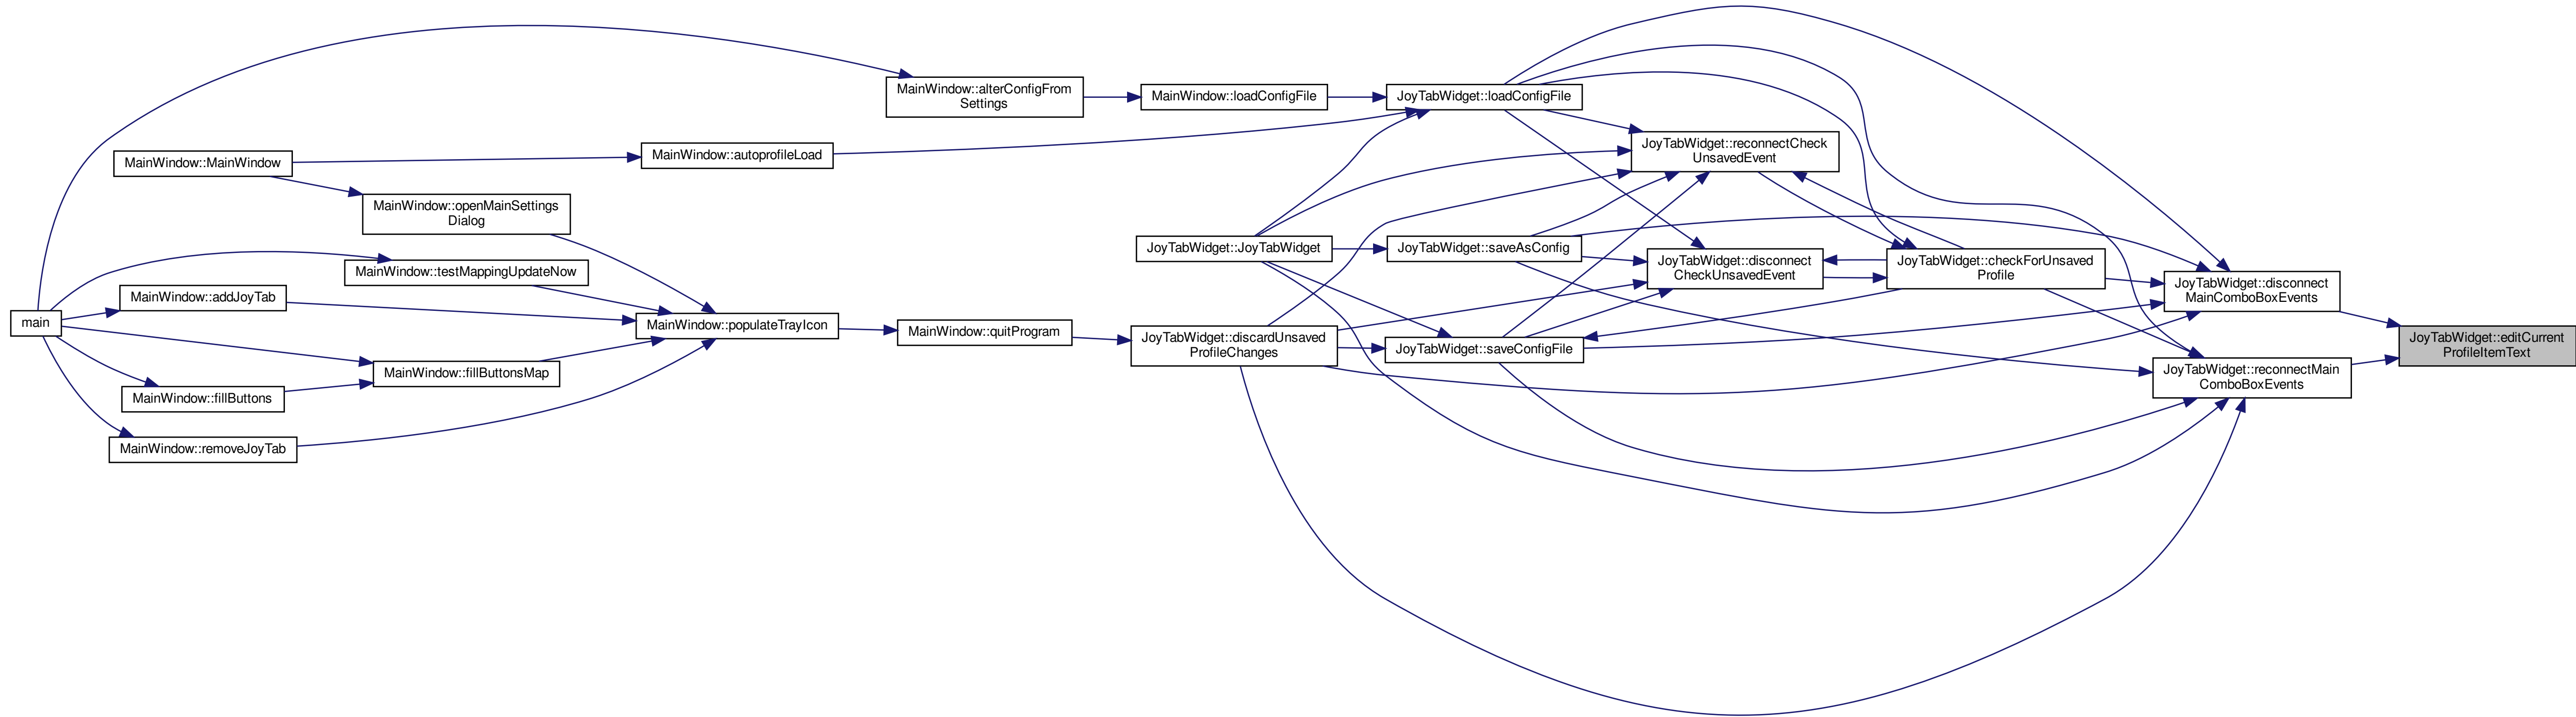 MainWindow::alterConfigFrom
Settings
MainWindow::loadConfigFile
JoyTabWidget::loadConfigFile
JoyTabWidget::reconnectCheck
UnsavedEvent
MainWindow::MainWindow
MainWindow::autoprofileLoad
MainWindow::openMainSettings
Dialog
JoyTabWidget::JoyTabWidget
JoyTabWidget::saveAsConfig
JoyTabWidget::disconnect
CheckUnsavedEvent
JoyTabWidget::checkForUnsaved
Profile
MainWindow::testMappingUpdateNow
JoyTabWidget::disconnect
MainComboBoxEvents
MainWindow::addJoyTab
main
MainWindow::populateTrayIcon
MainWindow::quitProgram
JoyTabWidget::discardUnsaved
ProfileChanges
JoyTabWidget::saveConfigFile
JoyTabWidget::editCurrent
ProfileItemText
MainWindow::fillButtonsMap
JoyTabWidget::reconnectMain
ComboBoxEvents
MainWindow::fillButtons
MainWindow::removeJoyTab